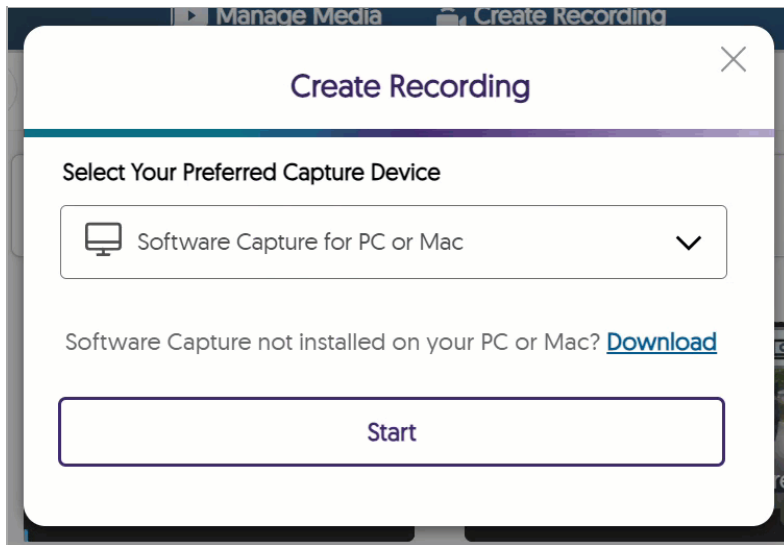 Manage Media Create Recording
Create Recording
Select Your Preferred Capture Device
Software Capture for PC or Mac
Software Capture not installed on your PC or Mac? Download
Start